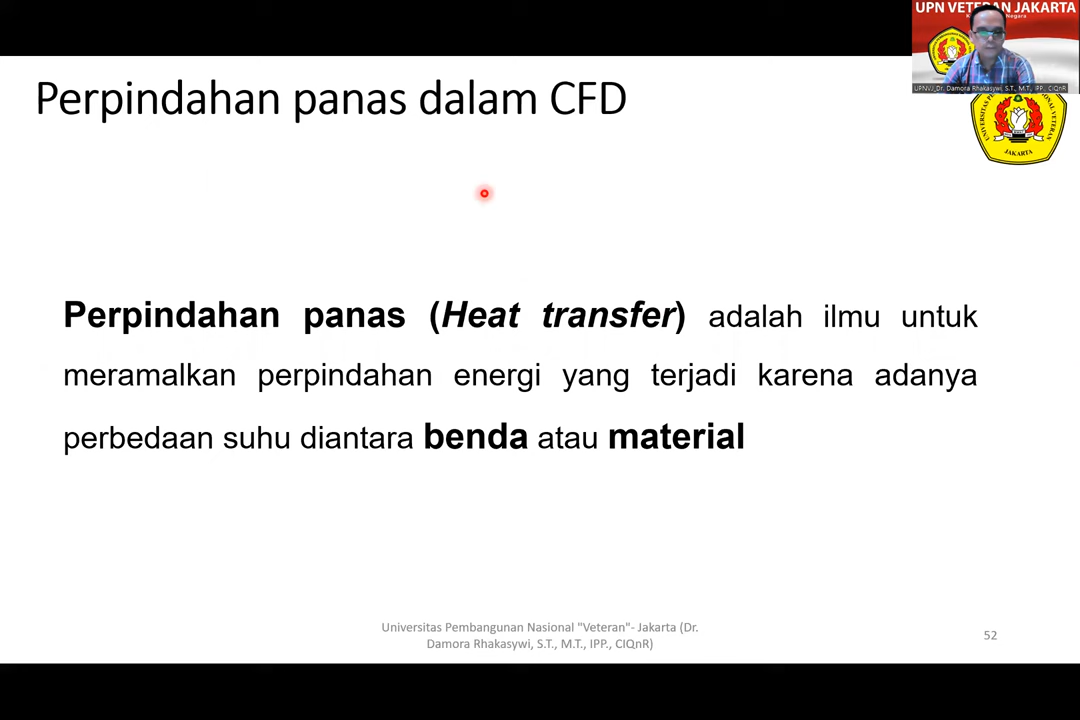 UPN VETERAN JAKARTA
UPNVJ_Dr. Damora Rhakasywi, S.T., M.T., IPP., CIQnR
Perpindahan panas dalam CFD
JAKARTA
Perpindahan panas (Heat transfer) adalah ilmu untuk
meramalkan perpindahan energi yang terjadi karena adanya
perbedaan suhu diantara benda atau material
Universitas Pembangunan Nasional "Veteran"- Jakarta (Dr.
Damora Rhakasywi, S.T., M.T., IPP., CIQnR)
52